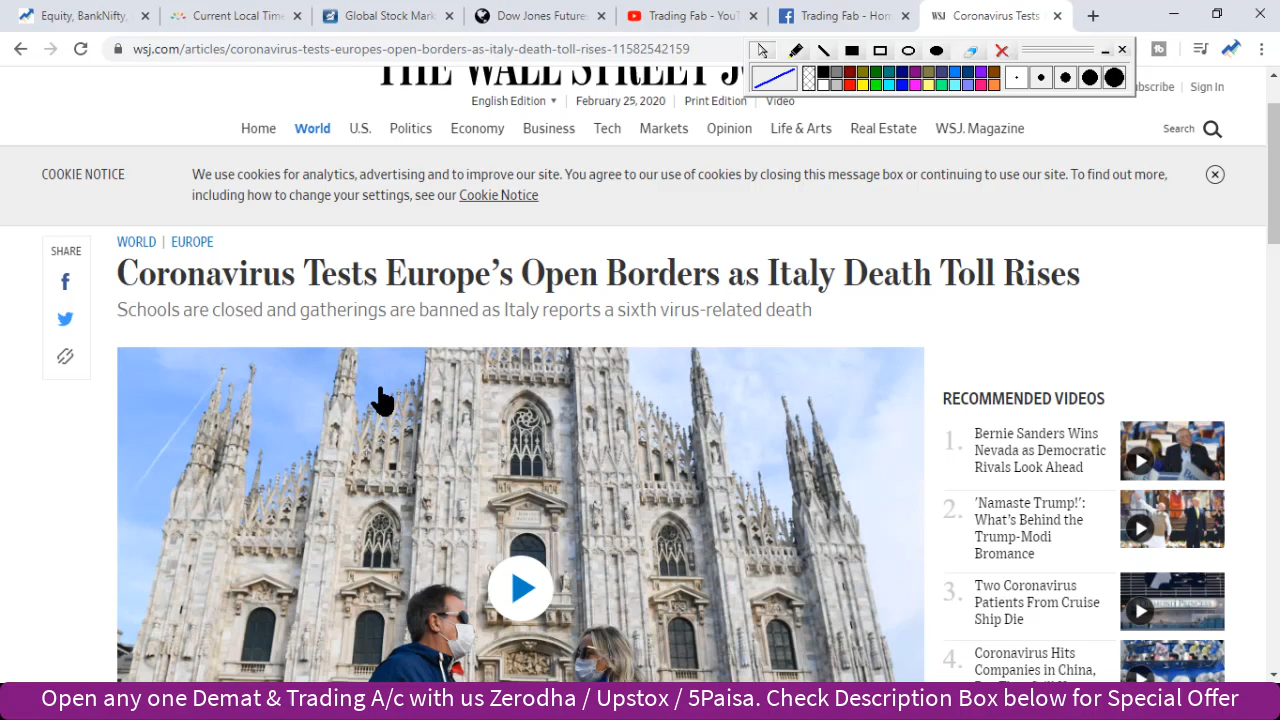 Equity, BankNifty,
Current Local Time
Global Stock Mark
Dow Jones Future
Trading Fab - YouT
Trading Fab - Hom
WSJ Coronavirus Tests
wsj.com/articles/coronavirus-tests-europes-open-borders-as-italy-death-toll-rises-11582542159
THE WALL STREET JO
English Edition
February 25, 2020
Print Edition
Video
Sign In
Home World U.S. Politics Economy Business Tech Markets Opinion Life & Arts Real Estate WSJ. Magazine
Search
COOKIE NOTICE
We use cookies for analytics, advertising and to improve our site. You agree to our use of cookies by closing this message box or continuing to use our site. To find out more,
including how to change your settings, see our Cookie Notice
SHARE
WORLD | EUROPE
Coronavirus Tests Europe's Open Borders as Italy Death Toll Rises
Schools are closed and gatherings are banned as Italy reports a sixth virus-related death
RECOMMENDED VIDEOS
1. Bernie Sanders Wins
Nevada as Democratic
Rivals Look Ahead
2. 'Namaste Trump!':
What's Behind the
Trump-Modi
Bromance
3. Two Coronavirus
Patients From Cruise
Ship Die
4. Coronavirus Hits
Companies in China,
Open any one Demat & Trading A/c with us Zerodha / Upstox / 5Paisa. Check Description Box below for Special Offer